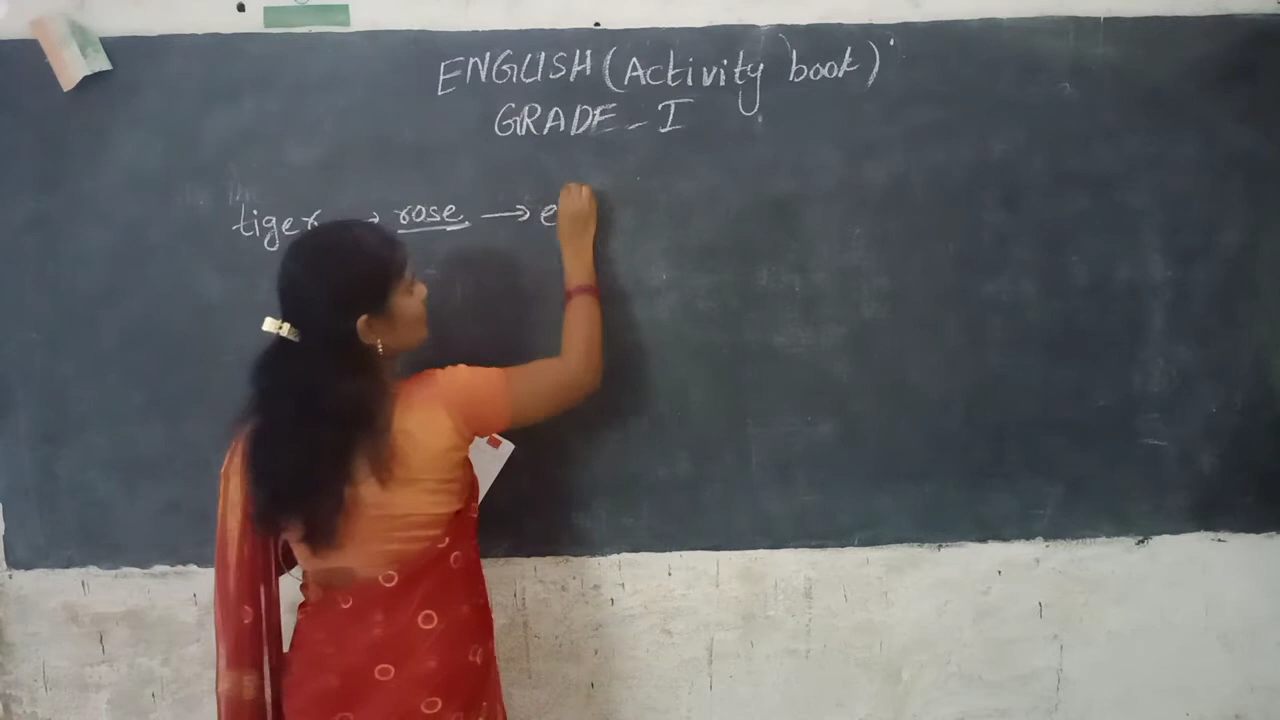 ENGLISH (Activity book)
GRADE - I
tiger → rose → e